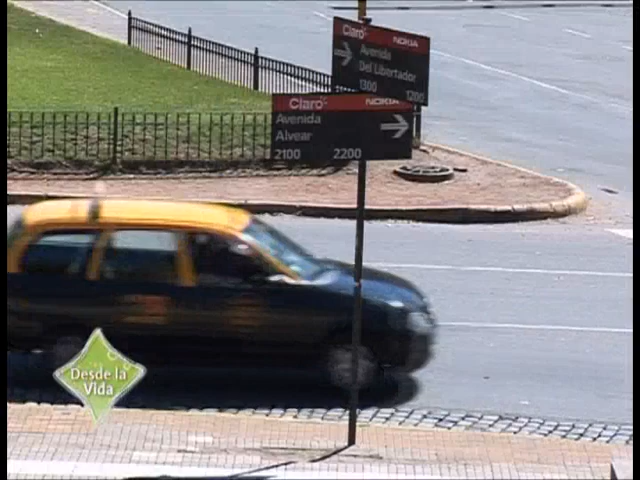 Claro NOKIA
Avenida
Del Libertador
1300 1200
Claro NOKIA
Avenida
Alvear
2100 2200
Desde la
Vida